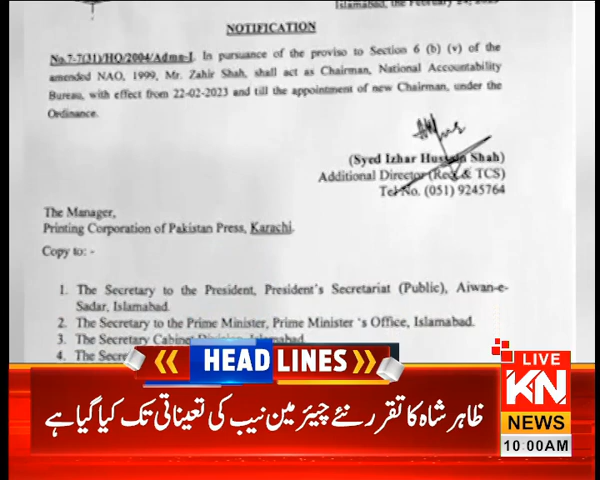 Islamabad, the February 24, 2023
NOTIFICATION
No.7-7(31)/HQ/2004/Admn-I. In pursuance of the proviso to Section 6 (b) (v) of the
amended NAO, 1999, Mr. Zahir Shah, shall act as Chairman, National Accountability
Bureau, with effect from 22-02-2023 and till the appointment of new Chairman, under the
Ordinance.
(Syed Izhar Hussain Shah)
Additional Director (Rec & TCS)
Tel No. (051) 9245764
The Manager,
Printing Corporation of Pakistan Press, Karachi.
Copy to: -
1. The Secretary to the President, President's Secretariat (Public), Aiwan-e-
Sadar, Islamabad.
2. The Secretary to the Prime Minister, Prime Minister 's Office, Islamabad.
3. The Secretary Cabinet Division, Islamabad.
4. The Secre
HEADLINES
ظاہر شاہ کا تقرر نئے چیئرمین نیب کی تعیناتی تک کیا گیا ہے
LIVE
KN
NEWS
10:00AM